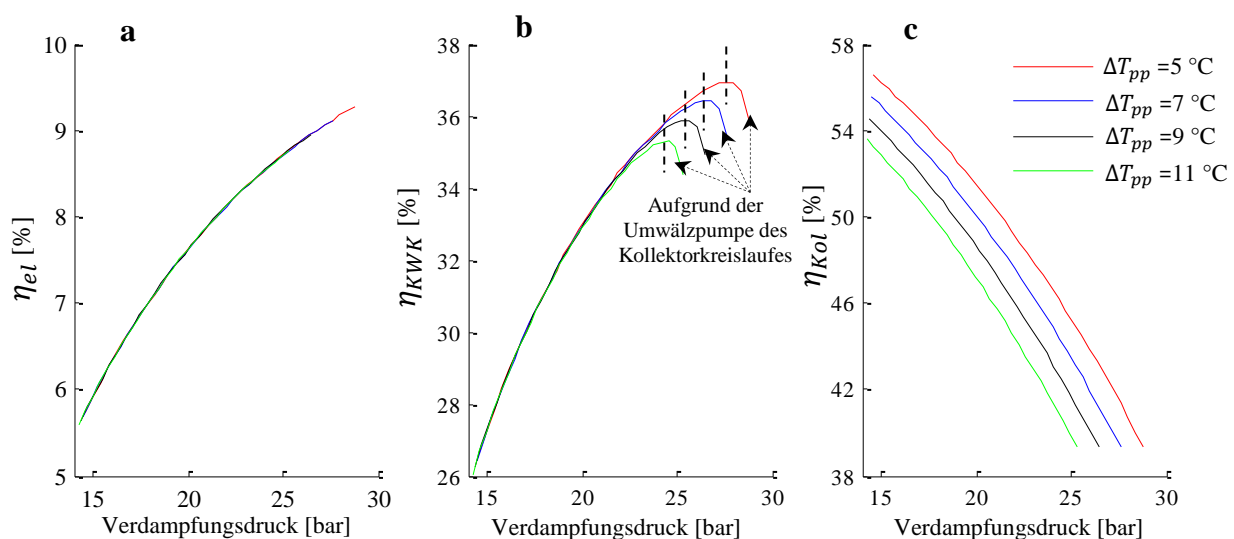 a
b
c
10
9
8
7
6
5
η_el [%]
15
20
25
30
Verdampfungsdruck [bar]
38
36
34
32
30
28
26
η_KWK [%]
Aufgrund der
Umwälzpumpe des
Kollektorkreislaufes
15
20
25
30
Verdampfungsdruck [bar]
58
54
50
46
42
38
η_Kol [%]
15
20
25
30
Verdampfungsdruck [bar]
ΔT_pp =5 °C
ΔT_pp =7 °C
ΔT_pp =9 °C
ΔT_pp =11 °C